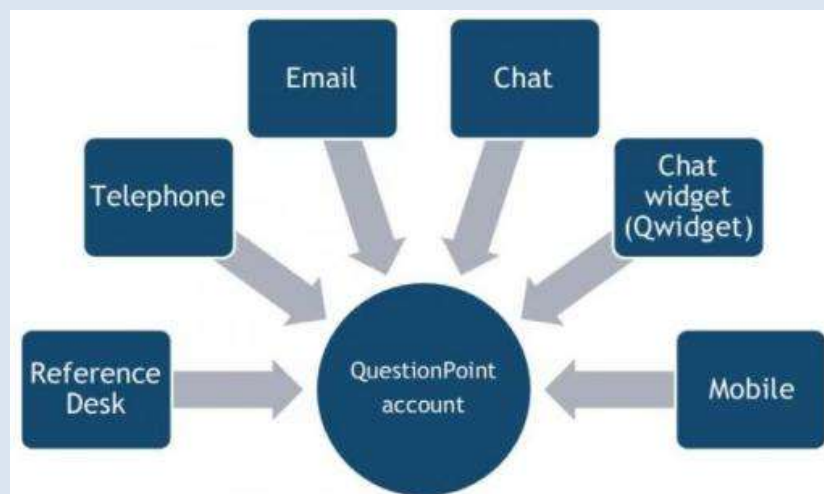 Email
Chat
Telephone
Chat
widget
(Qwidget)
Reference
Desk
QuestionPoint
account
Mobile